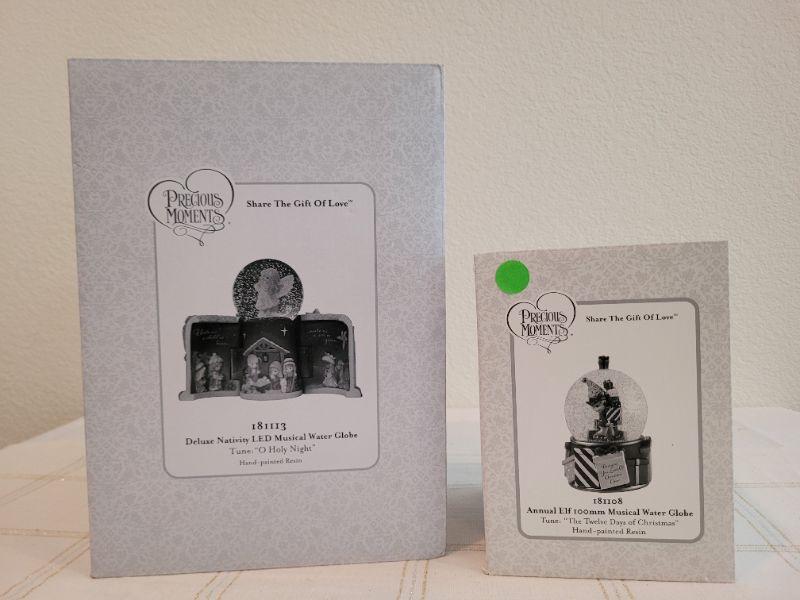 PRECIOUS
MOMENTS
Share The Gift Of Love™
181113
Deluxe Nativity LED Musical Water Globe
Tune: "O Holy Night"
Hand-painted Resin
PRECIOUS
MOMENTS
Share The Gift Of Love™
181108
Annual Elf 100mm Musical Water Globe
Tune: "The Twelve Days of Christmas"
Hand-painted Resin